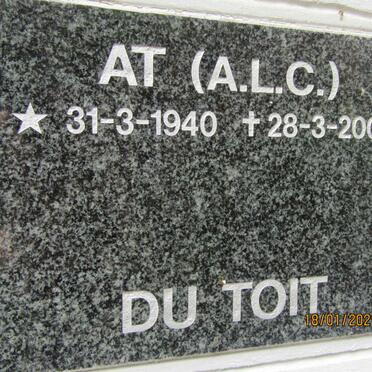 AT (A.L.C.)
★ 31-3-1940 ✝ 28-3-200
DU TOIT
18/01/202